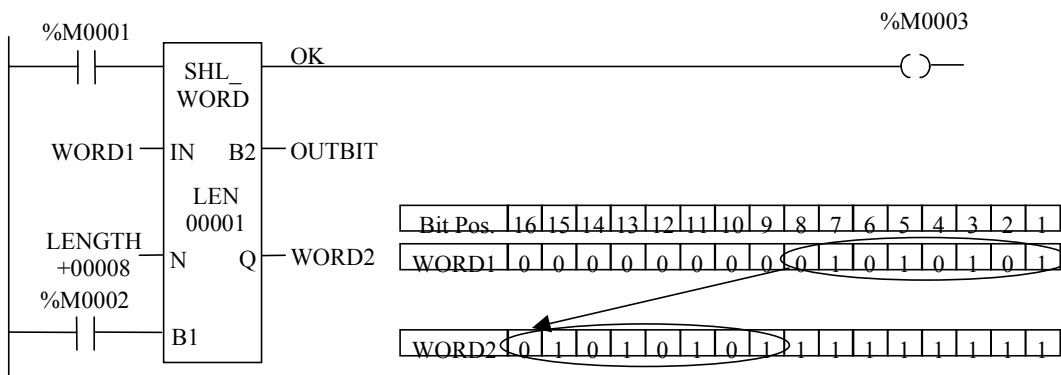 %M0003
%M0001
OK
SHL_
WORD
WORD1 IN B2 OUTBIT
LEN
00001
LENGTH
+00008 N Q WORD2
%M0002
B1
Bit Pos. 16 15 14 13 12 11 10 9 8 7 6 5 4 3 2 1
WORD1 0 0 0 0 0 0 0 0 0 1 0 1 0 1 0 1
WORD2 0 1 0 1 0 1 0 1 1 1 1 1 1 1 1 1